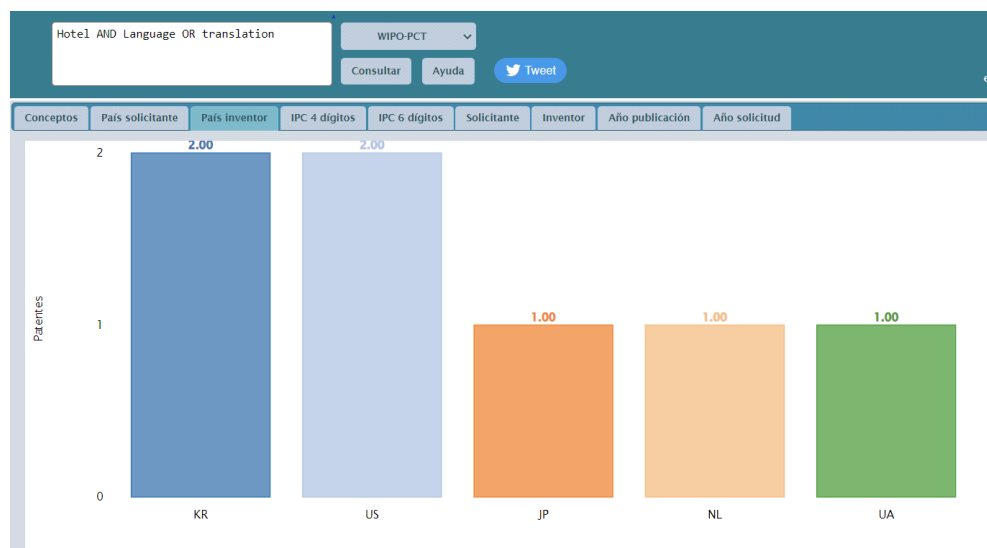 Hotel AND Language OR translation
WIPO-PCT
Consultar
Ayuda
Tweet
e
Conceptos
País solicitante
País inventor
IPC 4 dígitos
IPC 6 dígitos
Solicitante
Inventor
Año publicación
Año solicitud
2
2.00
2.00
Patentes
1
1.00
1.00
1.00
0
KR
US
JP
NL
UA